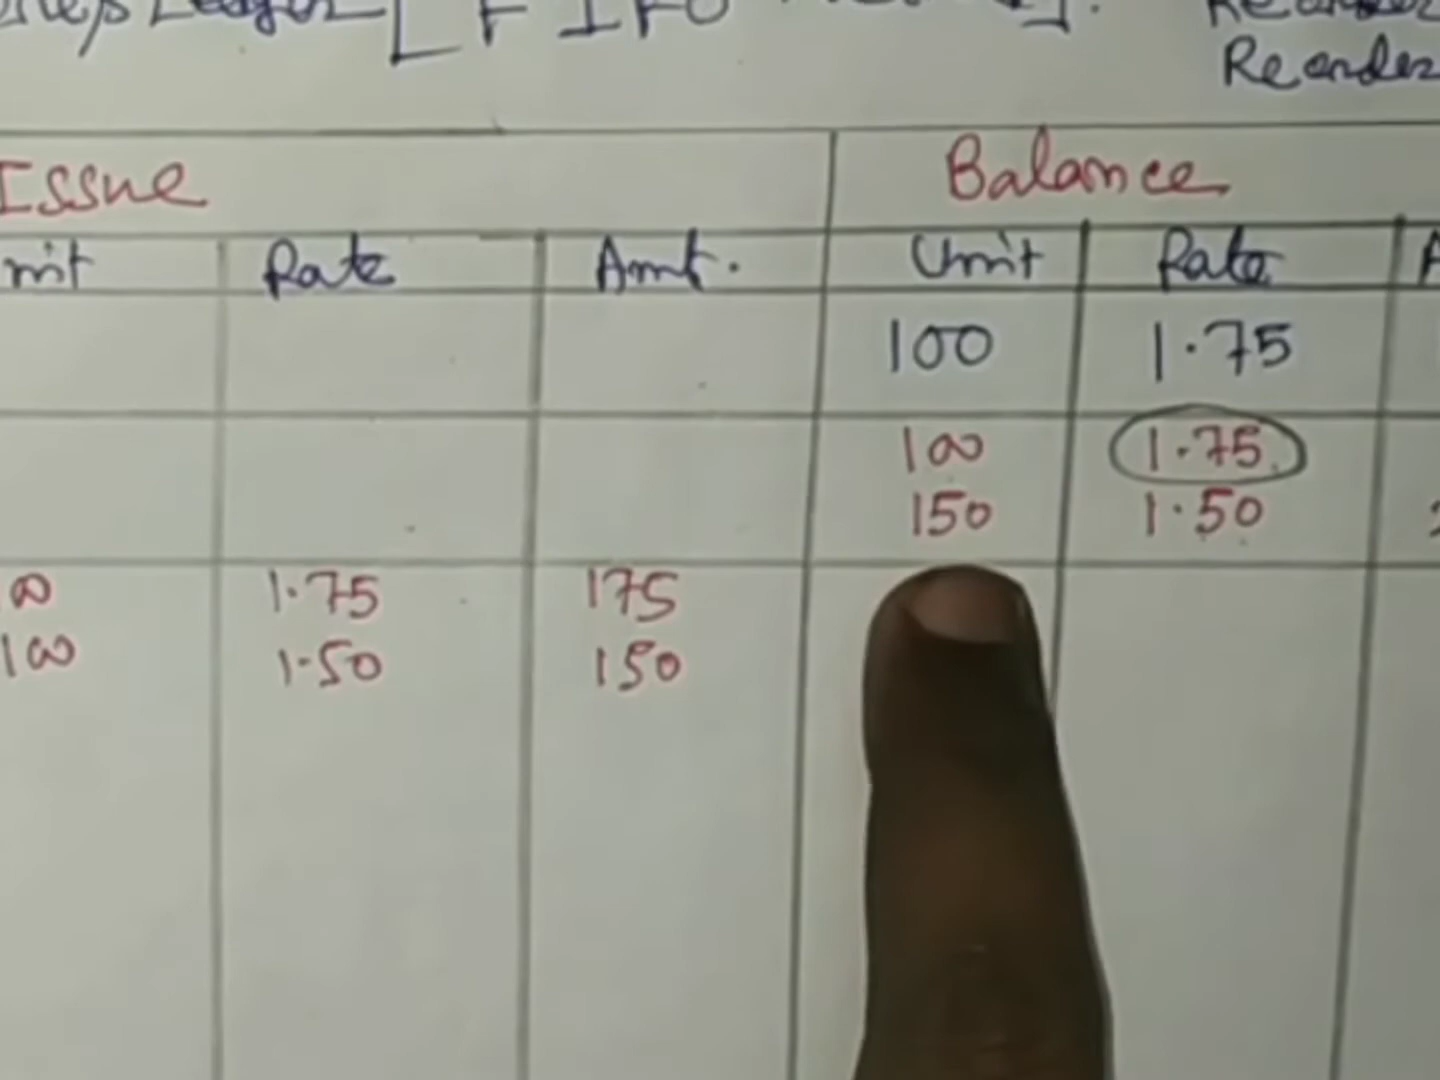 Ledger [FIFO
Reorder
Issue Balance
Rate Amt. Unit Rate
100 1.75
100 1.75
150 1.50
1.75 175
100 1.50 150